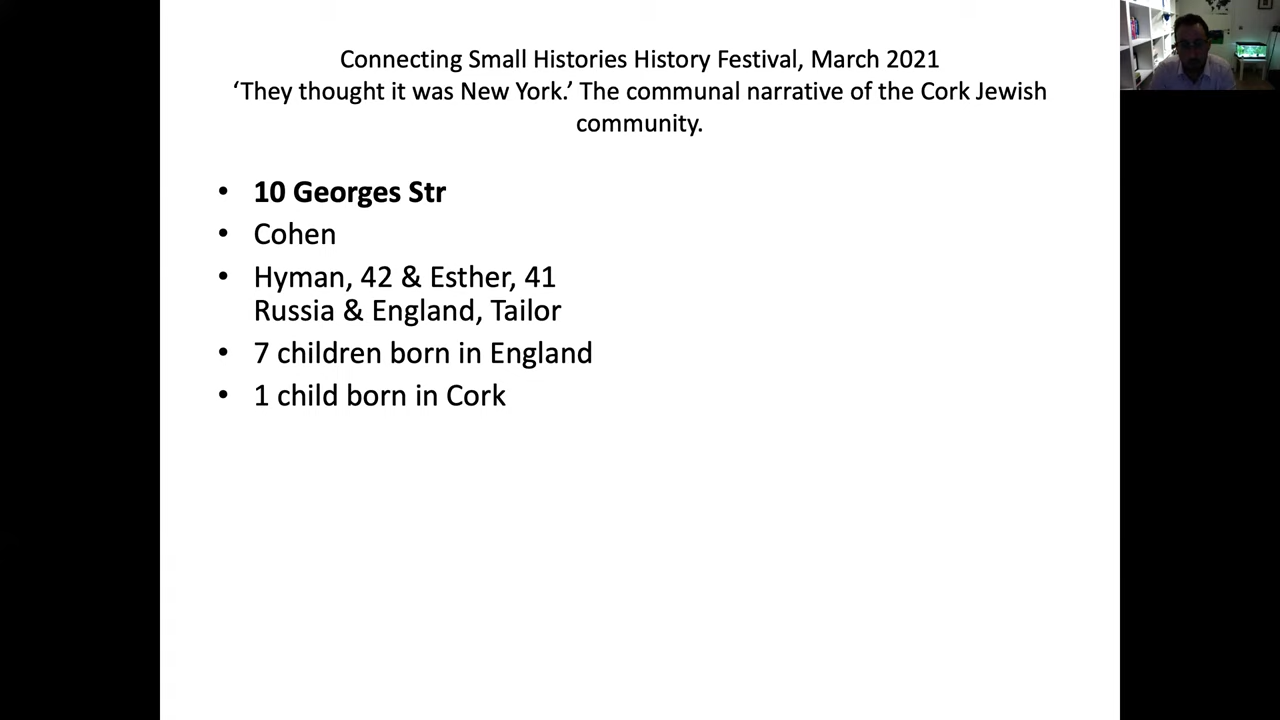 Connecting Small Histories History Festival, March 2021
‘They thought it was New York.’ The communal narrative of the Cork Jewish
community.
• 10 Georges Str
• Cohen
• Hyman, 42 & Esther, 41
Russia & England, Tailor
• 7 children born in England
• 1 child born in Cork